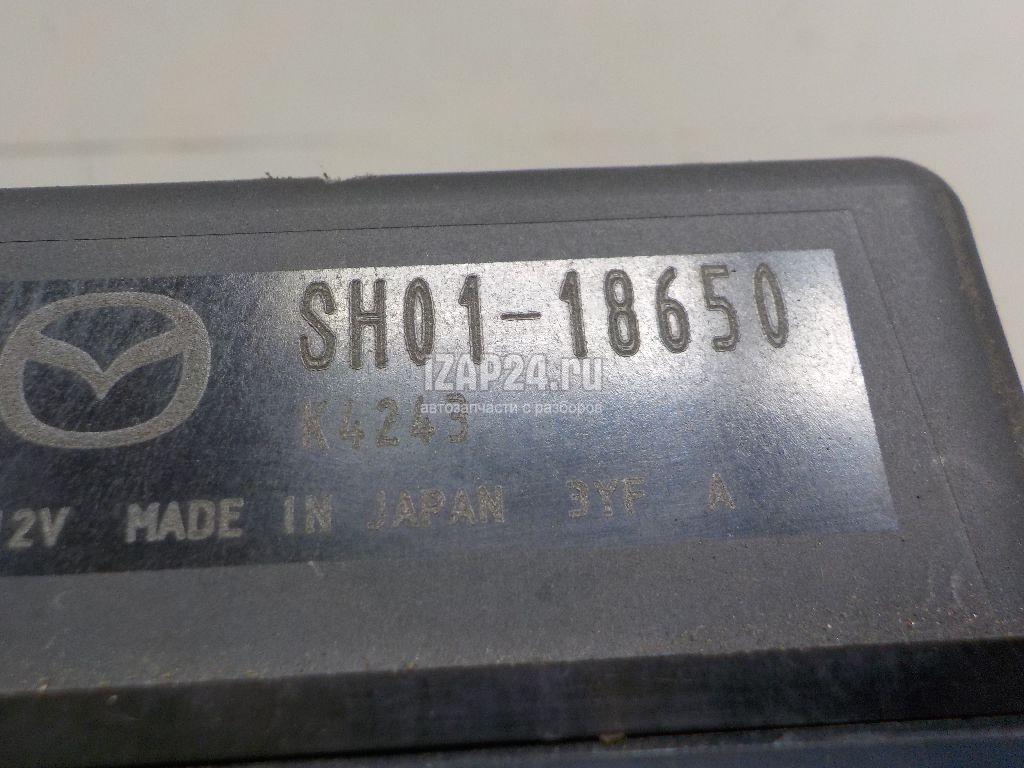 SH01-18650
IZAP24.ru
автозапчасти с разборов
K4243
12V MADE IN JAPAN 3YF A